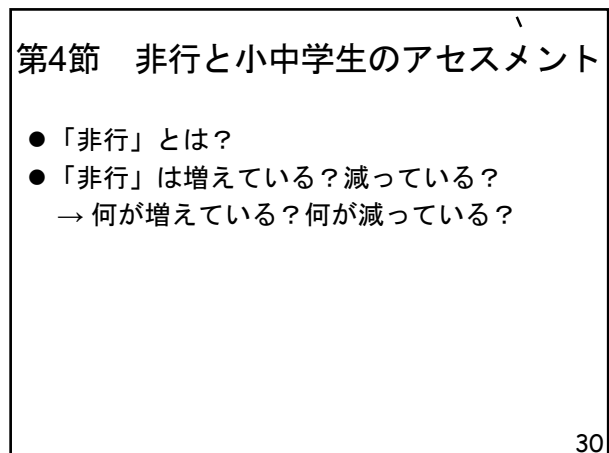 第4節　非行と小中学生のアセスメント
●「非行」とは？
●「非行」は増えている？減っている？
→ 何が増えている？何が減っている？
30